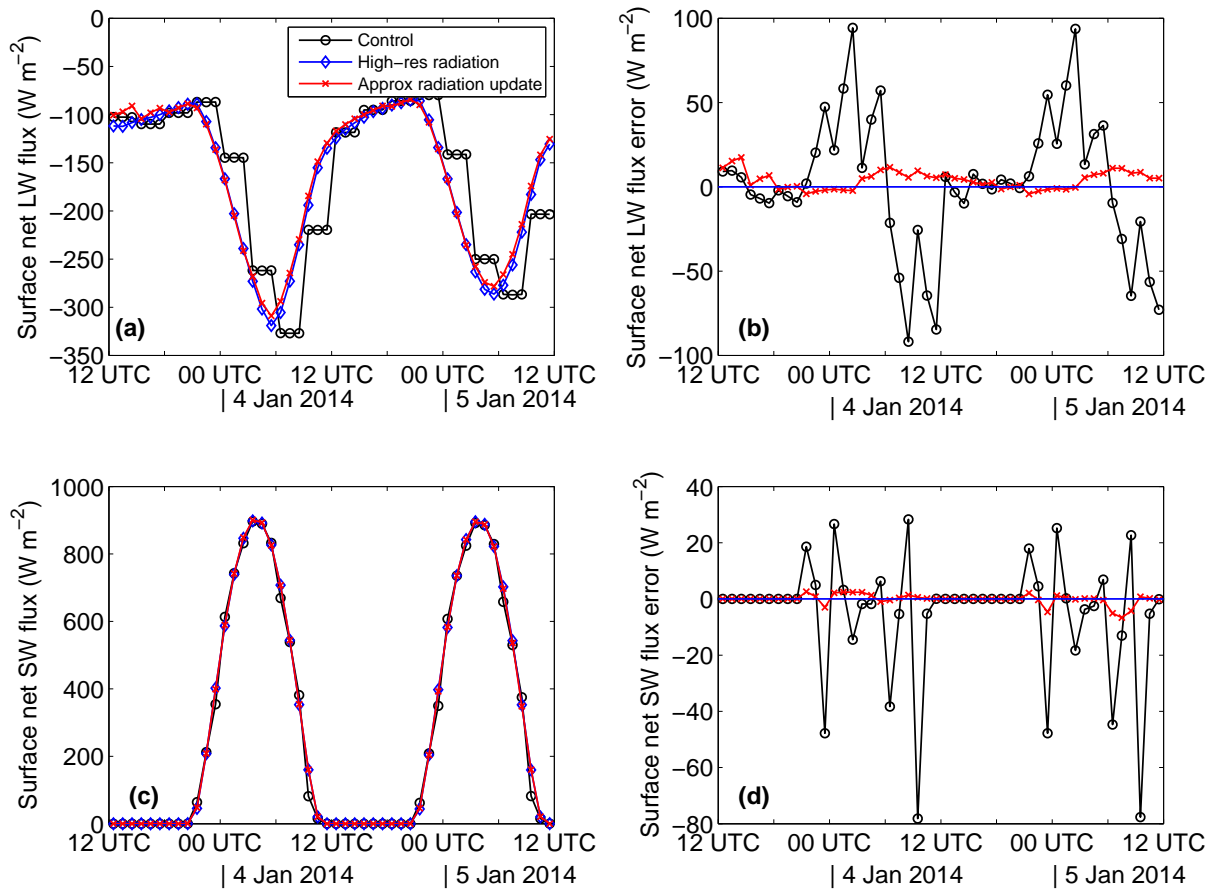 0
−50
−100
−150
−200
−250
−300
−350
Surface net LW flux (W m−2)
Control
High−res radiation
Approx radiation update
(a)
12 UTC 00 UTC 12 UTC 00 UTC 12 UTC
| 4 Jan 2014 | 5 Jan 2014
100
50
0
−50
−100
Surface net LW flux error (W m−2)
(b)
12 UTC 00 UTC 12 UTC 00 UTC 12 UTC
| 4 Jan 2014 | 5 Jan 2014
1000
800
600
400
200
0
Surface net SW flux (W m−2)
(c)
12 UTC 00 UTC 12 UTC 00 UTC 12 UTC
| 4 Jan 2014 | 5 Jan 2014
40
20
0
−20
−40
−60
−80
Surface net SW flux error (W m−2)
(d)
12 UTC 00 UTC 12 UTC 00 UTC 12 UTC
| 4 Jan 2014 | 5 Jan 2014